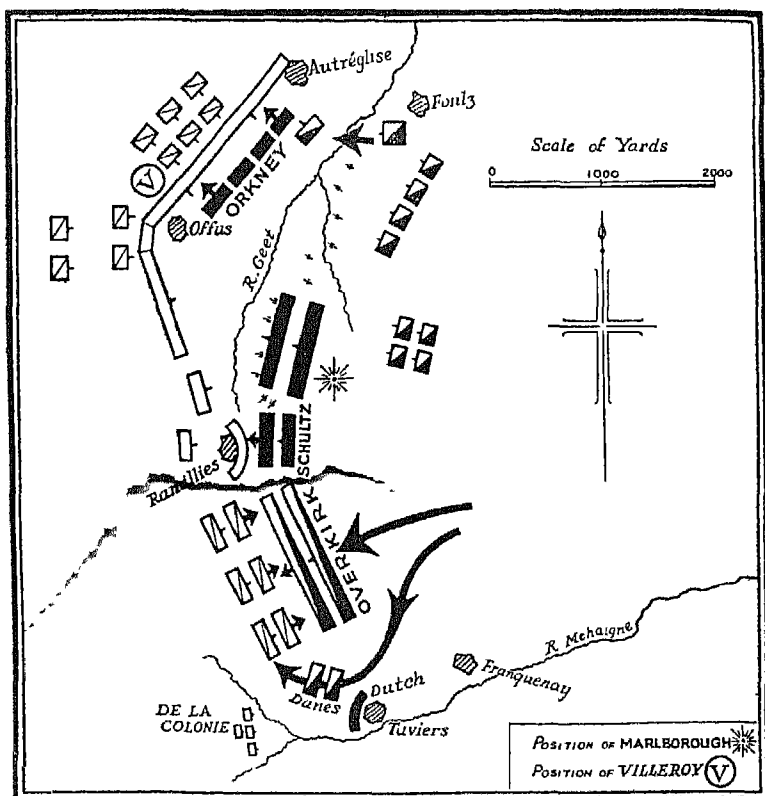 Autréglise
Foulz
Scale of Yards
0 1000 2000
V
ORKNEY
Offus
R. Geet
SCHULTZ
Ramillies
OVERKIRK
R. Mehaigne
Franquenay
Danes
Dutch
Taviers
DE LA
COLONIE
POSITION OF MARLBOROUGH
POSITION OF VILLEROY V